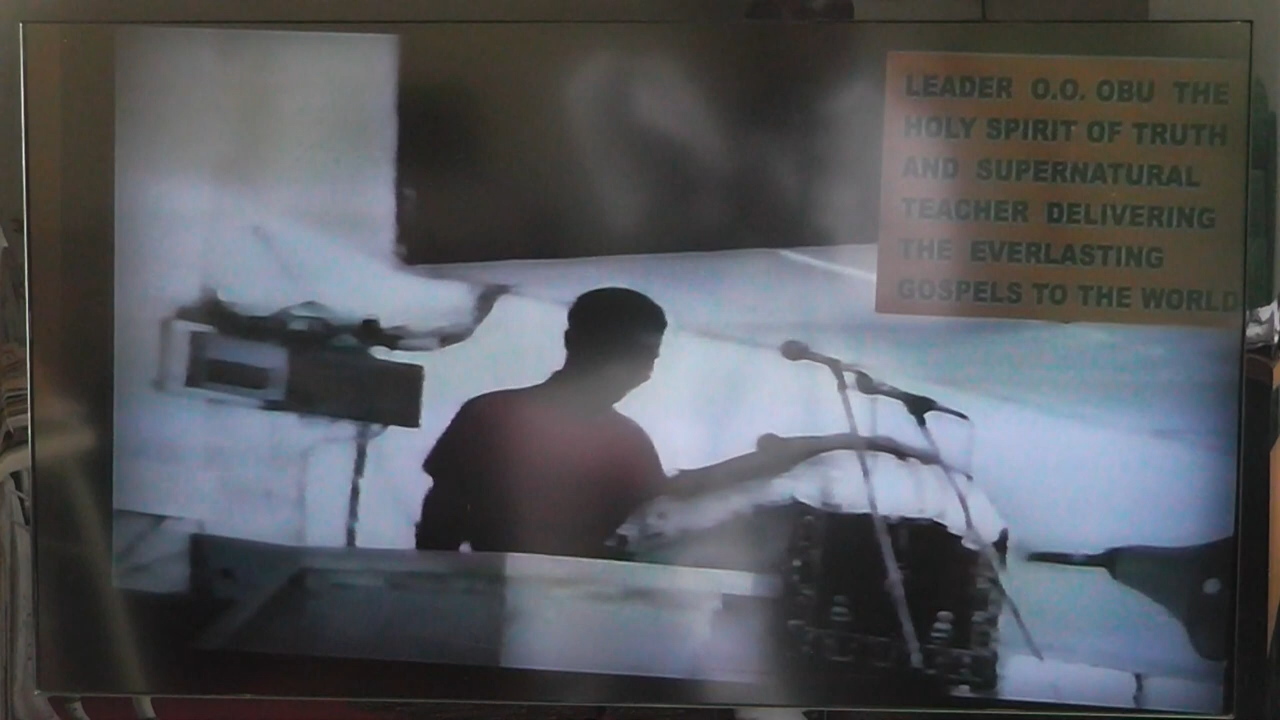 LEADER O.O. OBU THE
HOLY SPIRIT OF TRUTH
AND SUPERNATURAL
TEACHER DELIVERING
THE EVERLASTING
GOSPELS TO THE WORLD